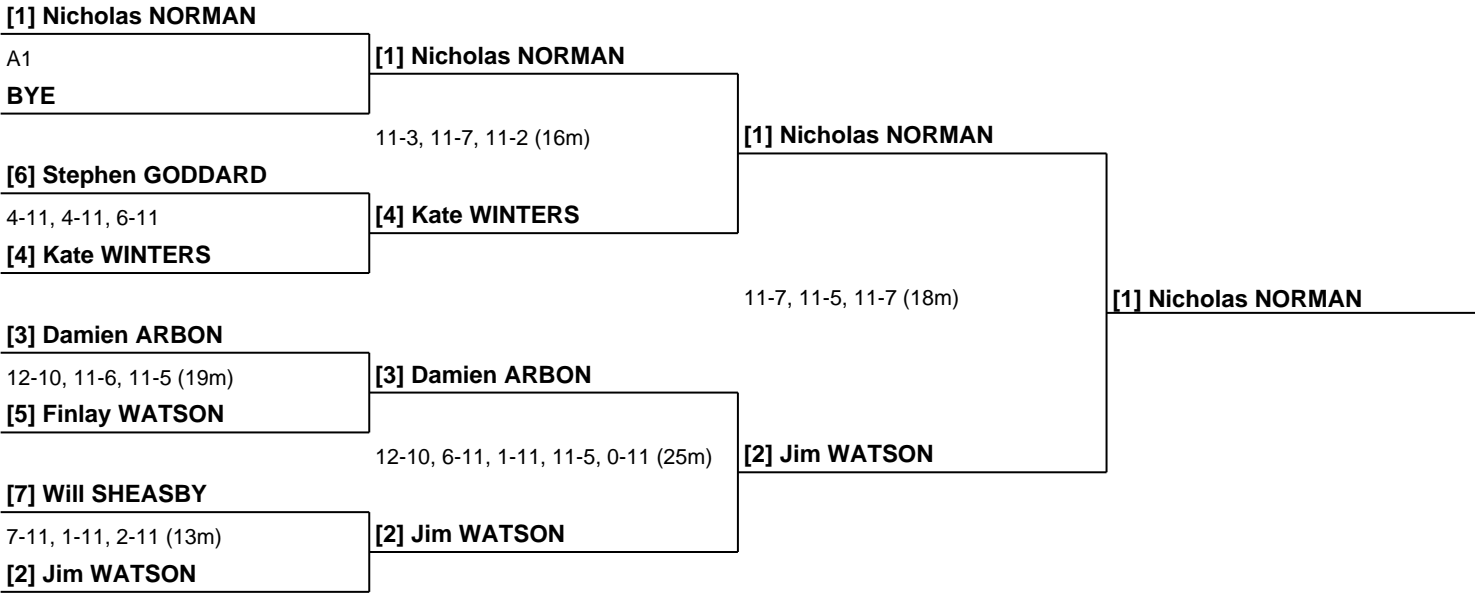 [1] Nicholas NORMAN
A1
BYE
[1] Nicholas NORMAN
11-3, 11-7, 11-2 (16m)
[6] Stephen GODDARD
4-11, 4-11, 6-11
[4] Kate WINTERS
[4] Kate WINTERS
[1] Nicholas NORMAN
11-7, 11-5, 11-7 (18m)
[1] Nicholas NORMAN
[3] Damien ARBON
12-10, 11-6, 11-5 (19m)
[5] Finlay WATSON
[3] Damien ARBON
12-10, 6-11, 1-11, 11-5, 0-11 (25m)
[2] Jim WATSON
[7] Will SHEASBY
7-11, 1-11, 2-11 (13m)
[2] Jim WATSON
[2] Jim WATSON